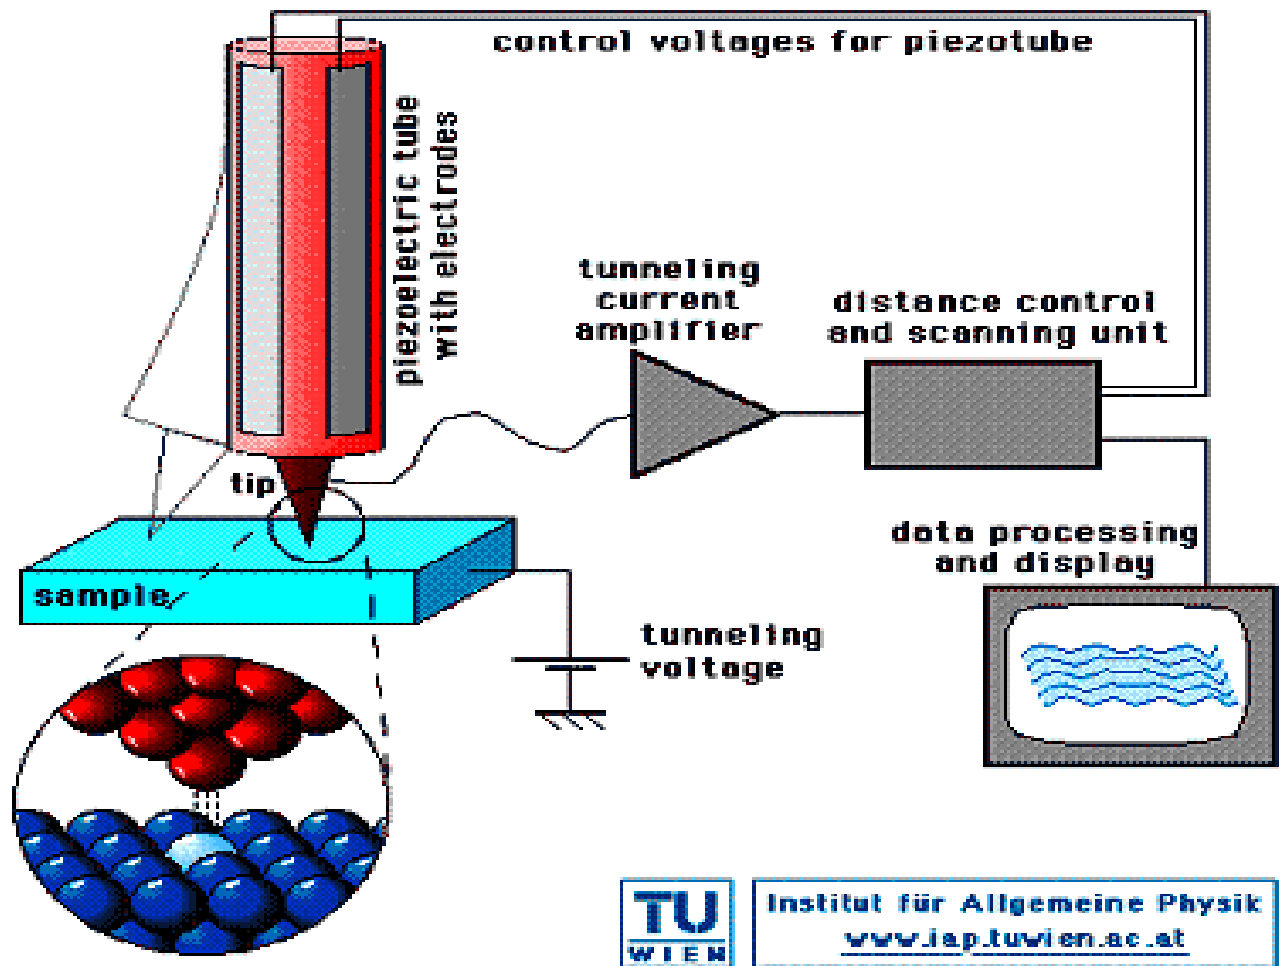 control voltages for piezotube
piezoelectric tube
with electrodes
tunneling
current
amplifier
distance control
and scanning unit
tip
data processing
and display
sample
tunneling
voltage
TU
WIEN
Institut für Allgemeine Physik
www.iap.tuwien.ac.at